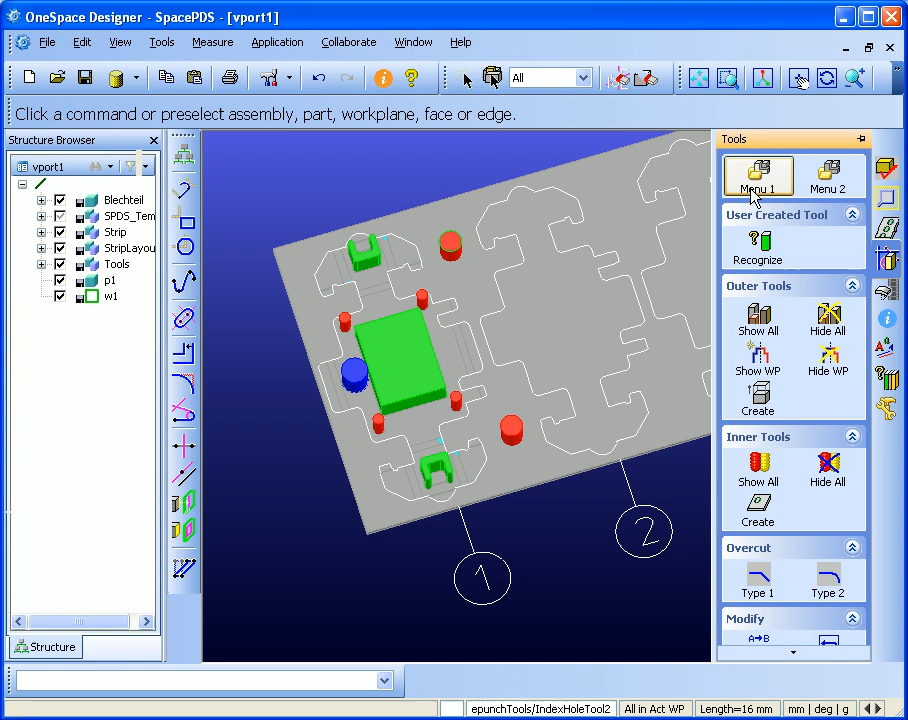 OneSpace Designer - SpacePDS - [vport1]
File Edit View Tools Measure Application Collaborate Window Help
All
Click a command or preselect assembly, part, workplane, face or edge.
Structure Browser
vport1
Blechteil
SPDS_Tem
Strip
StripLayou
Tools
p1
w1
Structure
1
2
Tools
Menu 1 Menu 2
User Created Tool
Recognize
Outer Tools
Show All Hide All
Show WP Hide WP
Create
Inner Tools
Show All Hide All
Create
Overcut
Type 1 Type 2
Modify
A→B
epunchTools/IndexHoleTool2 All in Act WP Length=16 mm mm | deg | g